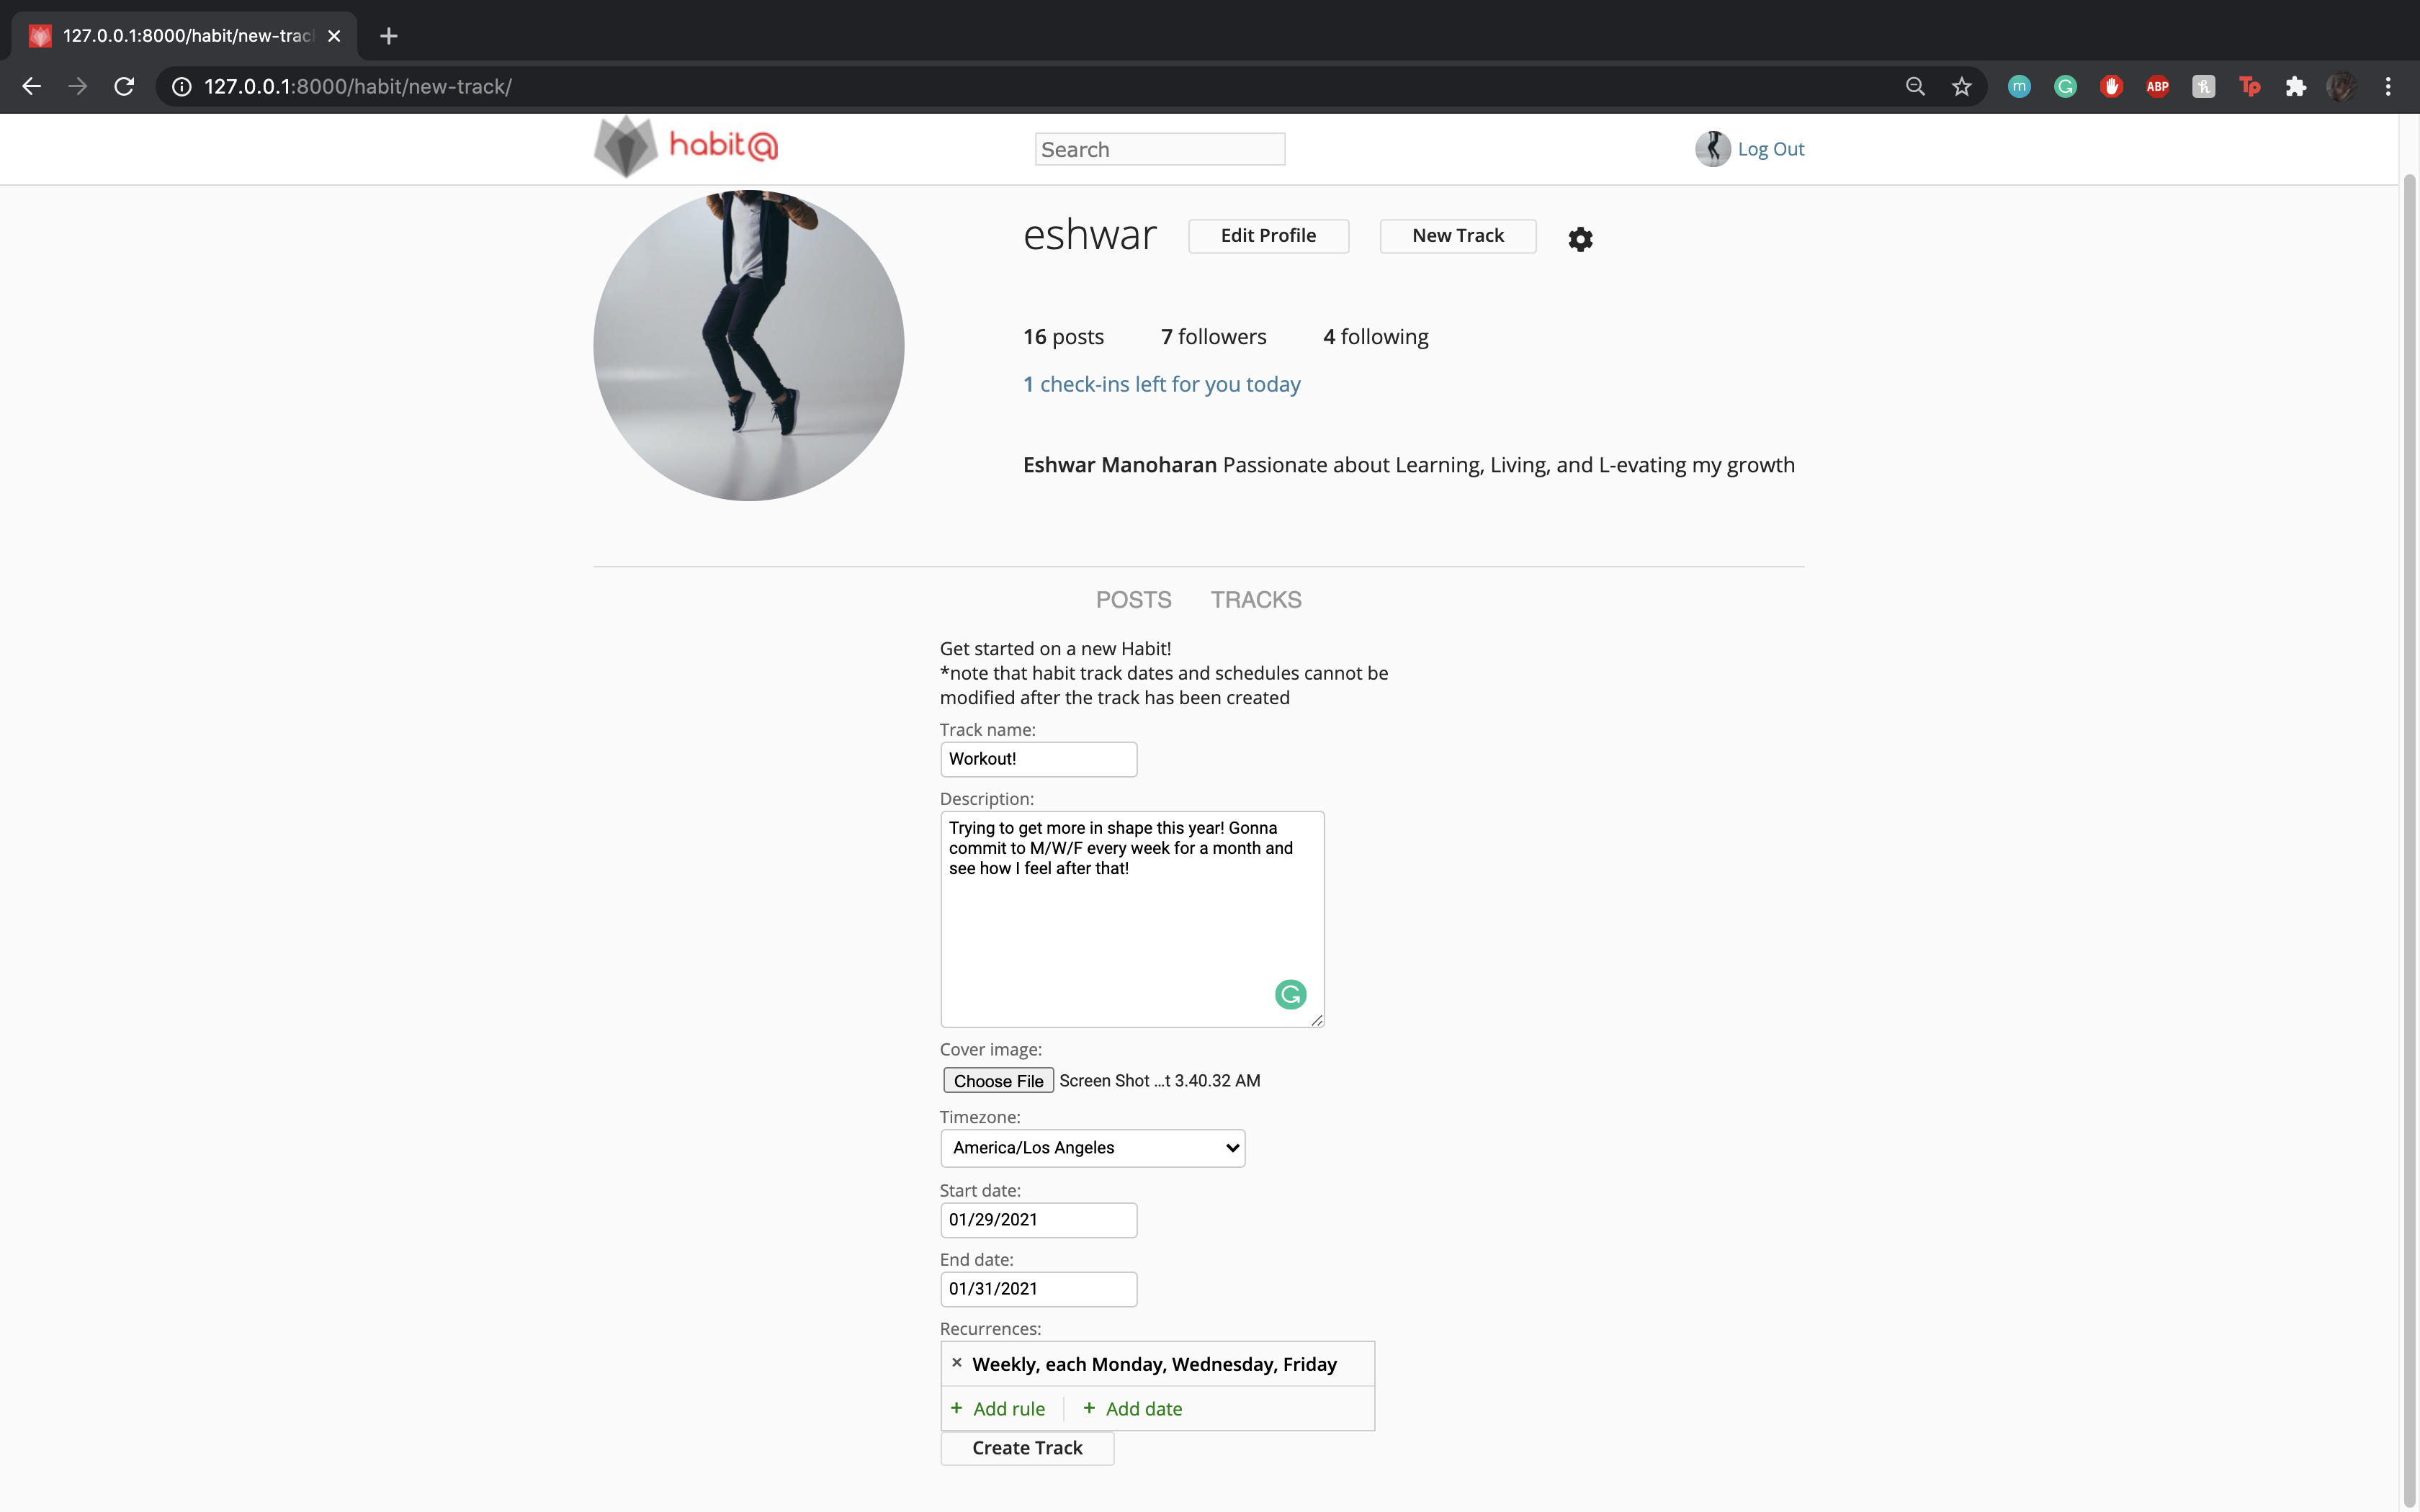 127.0.0.1:8000/habit/new-trac
127.0.0.1:8000/habit/new-track/
m
ABP
Tp
habit@
Search
Log Out
eshwar
Edit Profile
New Track
16 posts 7 followers 4 following
1 check-ins left for you today
Eshwar Manoharan Passionate about Learning, Living, and L-evating my growth
POSTS TRACKS
Get started on a new Habit!
*note that habit track dates and schedules cannot be
modified after the track has been created
Track name:
Workout!
Description:
Trying to get more in shape this year! Gonna
commit to M/W/F every week for a month and
see how I feel after that!
Cover image:
Choose File Screen Shot ...t 3.40.32 AM
Timezone:
America/Los Angeles
Start date:
01/29/2021
End date:
01/31/2021
Recurrences:
× Weekly, each Monday, Wednesday, Friday
+ Add rule + Add date
Create Track